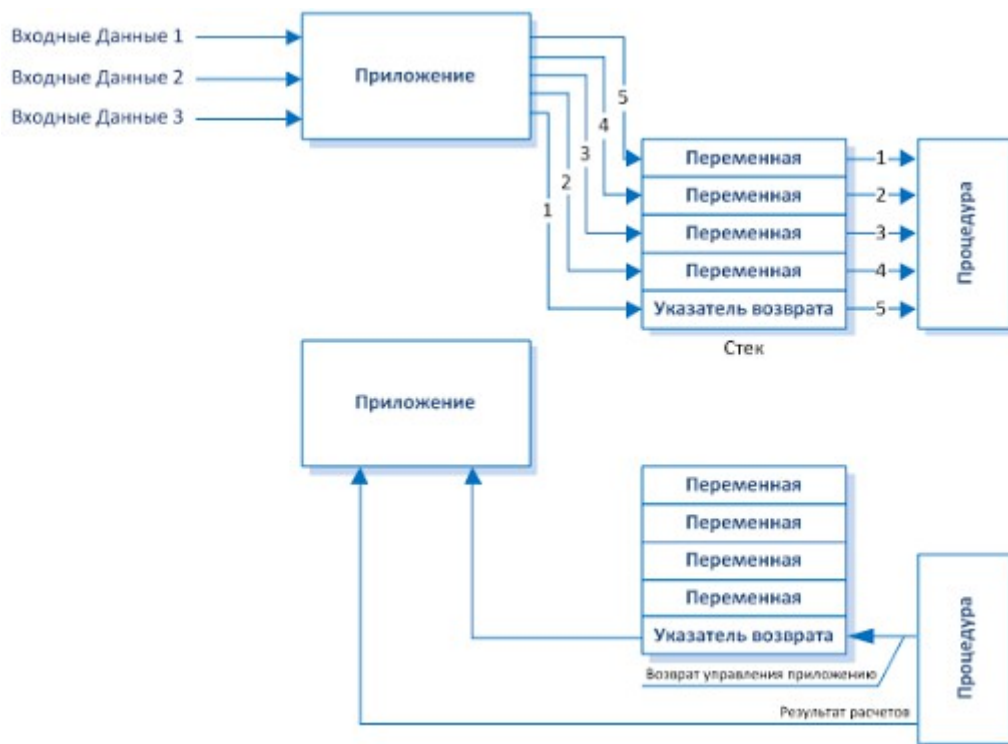 Входные Данные 1
Входные Данные 2
Входные Данные 3
Приложение
5
4
3
2
1
Переменная
1
Переменная
2
Переменная
3
Переменная
4
Указатель возврата
5
Процедура
Стек
Приложение
Переменная
Переменная
Переменная
Переменная
Указатель возврата
Процедура
Возврат управления приложению
Результат расчетов